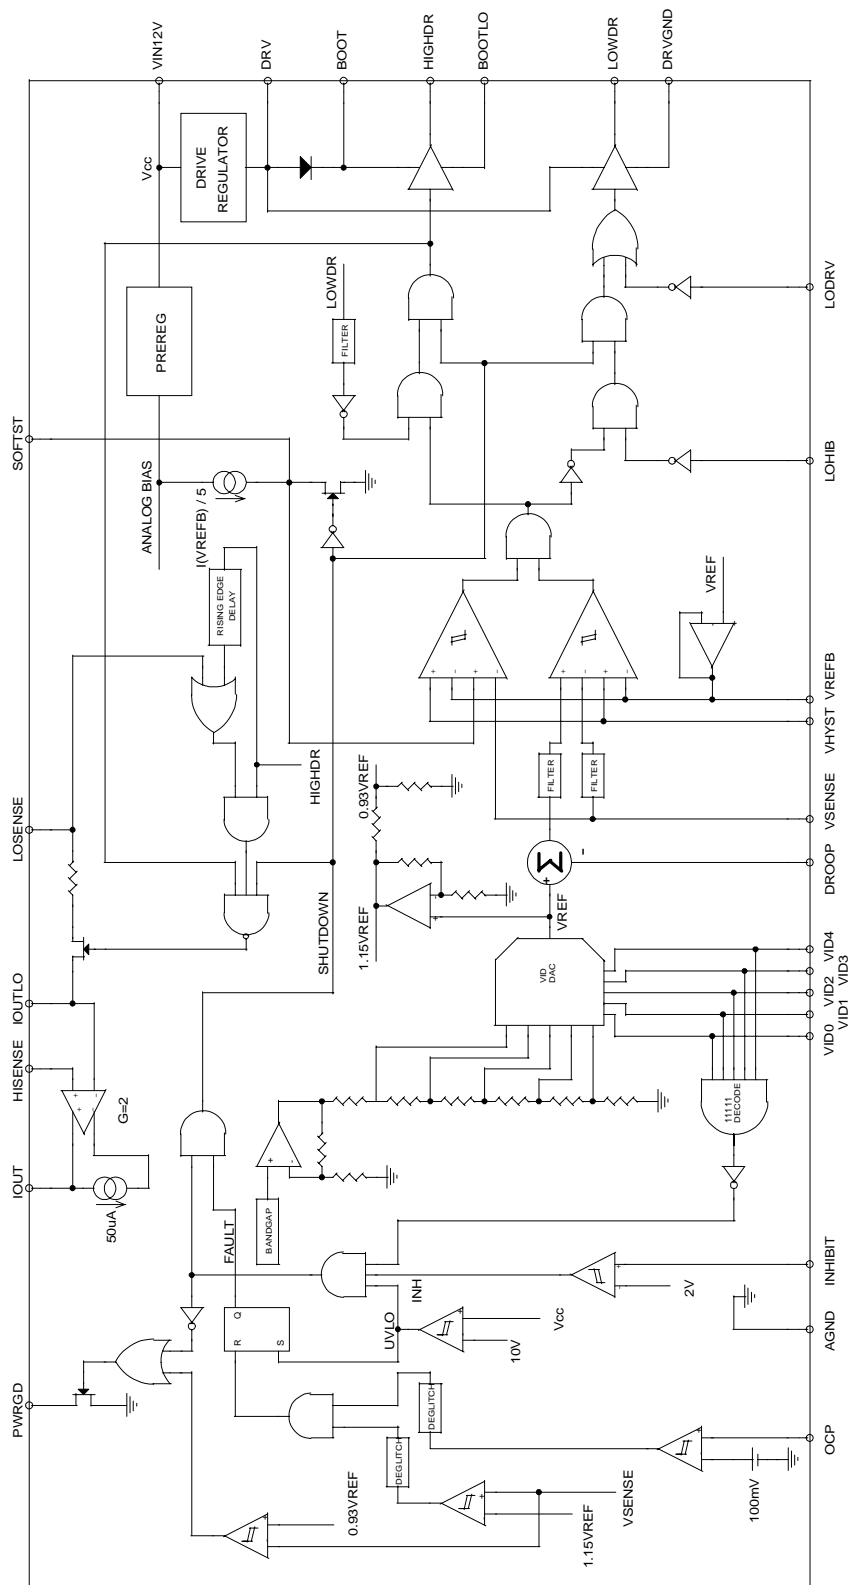 VIN12V
DRV
BOOT
HIGHDR
BOOTLO
LOWDR
DRVGND
Vcc
DRIVE
REGULATOR
LODRV
LOWDR
FILTER
PREREG
SOFTST
LOHIB
ANALOG BIAS
I(VREFB) / 5
RISING EDGE
DELAY
VREF
VREFB
VHYST
HIGHDR
0.93VREF
FILTER
FILTER
LOSENSE
VSENSE
Σ
DROOP
SHUTDOWN
1.15VREF
VREF
VID
DAC
VID4
VID3
VID2
VID1
VID0
IOUTLO
HISENSE
G=2
11111
DECODE
IOUT
50uA
FAULT
BANDGAP
INH
2V
INHIBIT
R
Q
S
UVLO
10V
Vcc
AGND
PWRGD
DEGLITCH
DEGLITCH
OCP
100mV
0.93VREF
VSENSE
1.15VREF